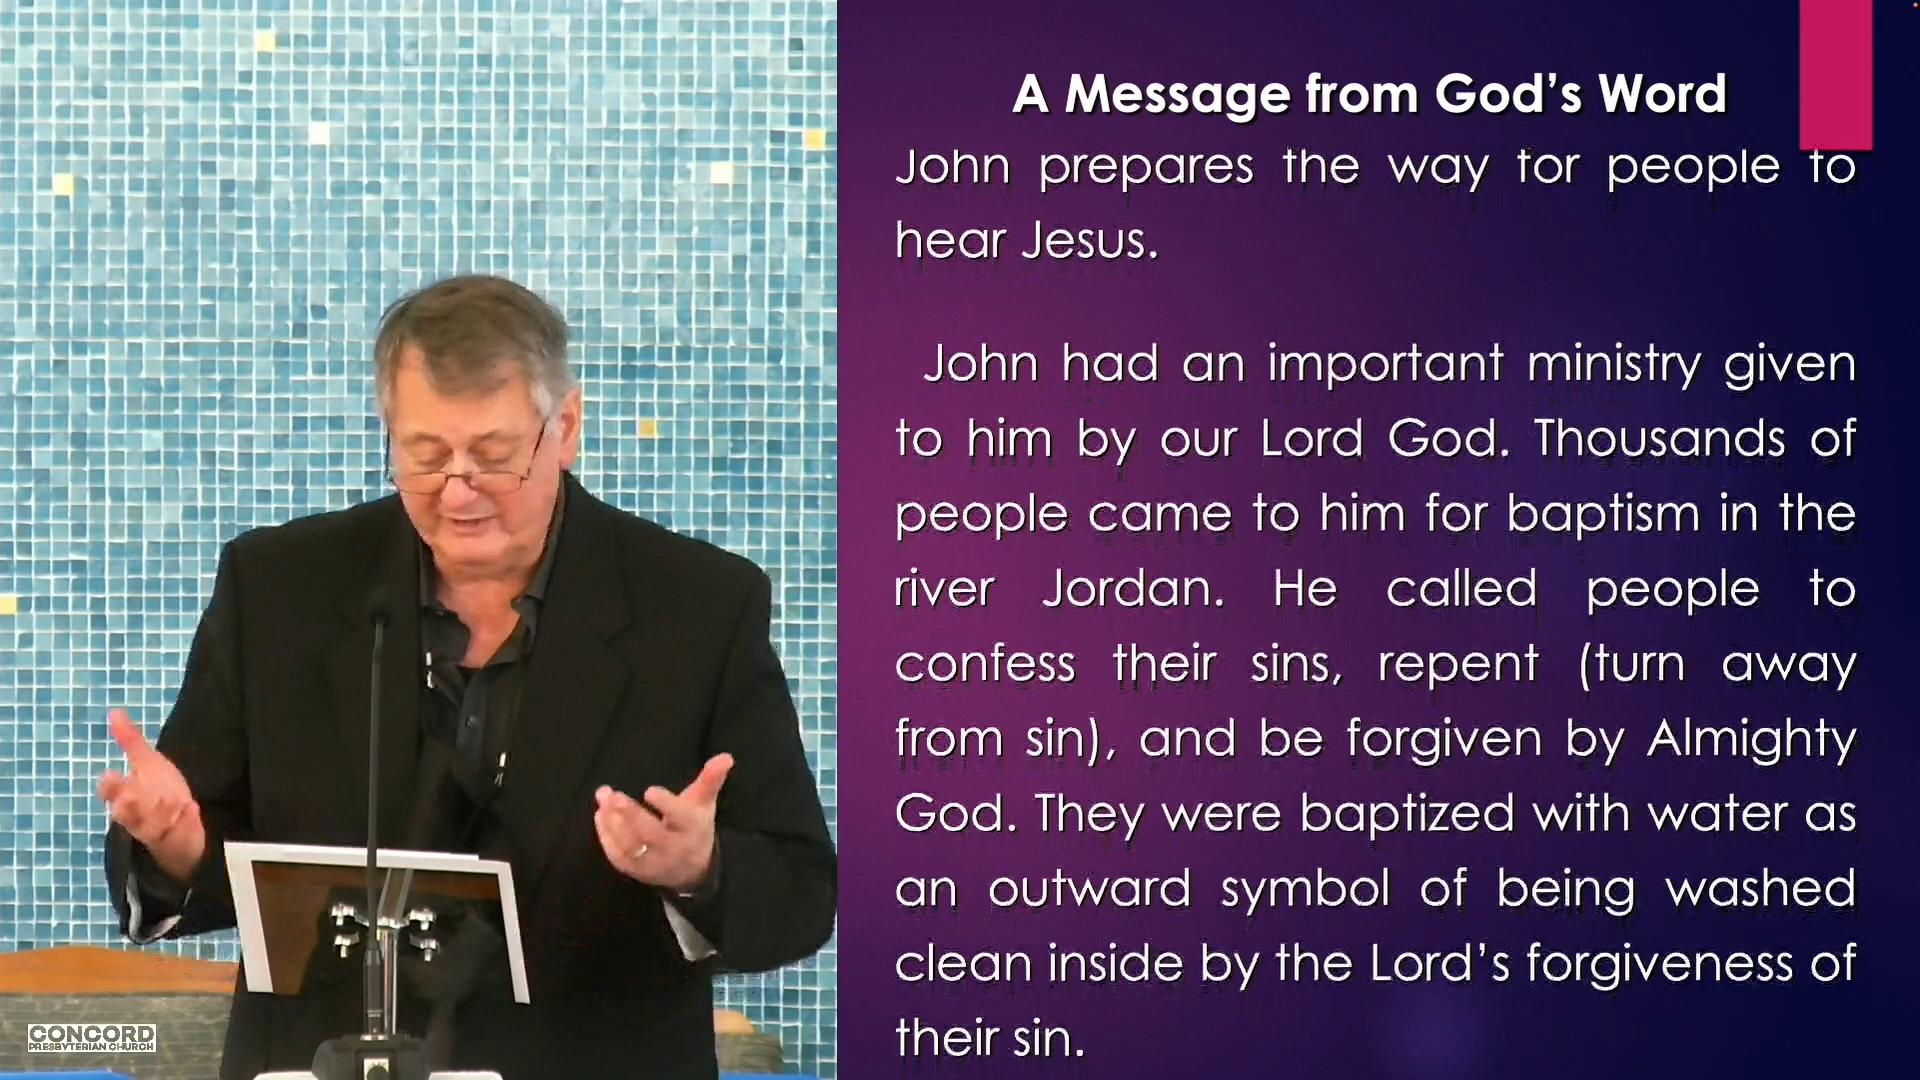 A Message from God's Word
John prepares the way for people to
hear Jesus.
John had an important ministry given
to him by our Lord God. Thousands of
people came to him for baptism in the
river Jordan. He called people to
confess their sins, repent (turn away
from sin), and be forgiven by Almighty
God. They were baptized with water as
an outward symbol of being washed
clean inside by the Lord's forgiveness of
their sin.
CONCORD
PRESBYTERIAN CHURCH